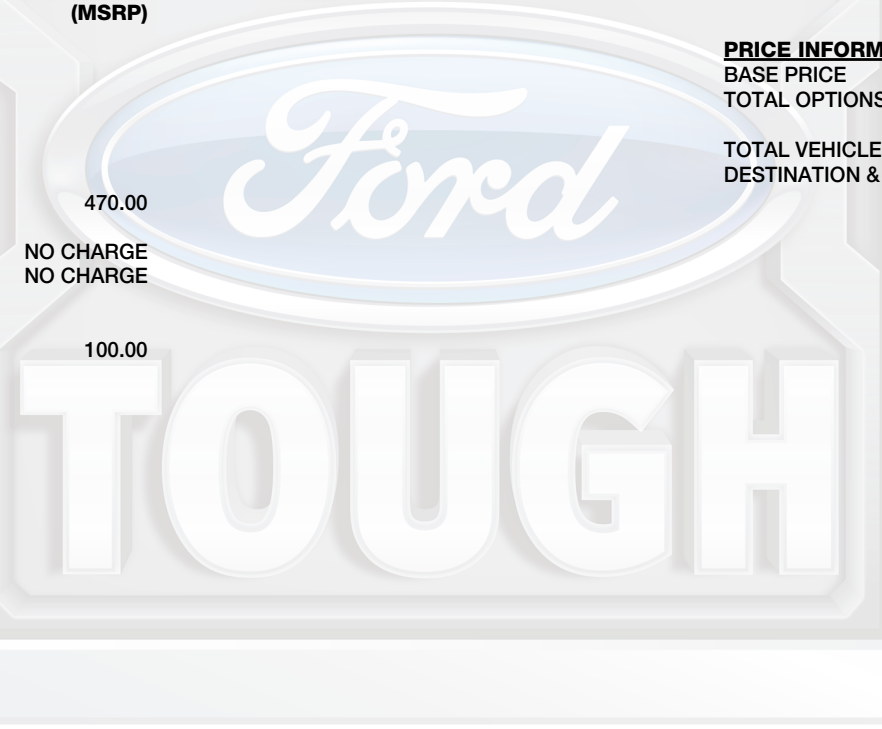 (MSRP)
470.00
NO CHARGE
NO CHARGE
100.00
PRICE INFORM
BASE PRICE
TOTAL OPTIONS
TOTAL VEHICLE
DESTINATION &
Ford
TOUGH